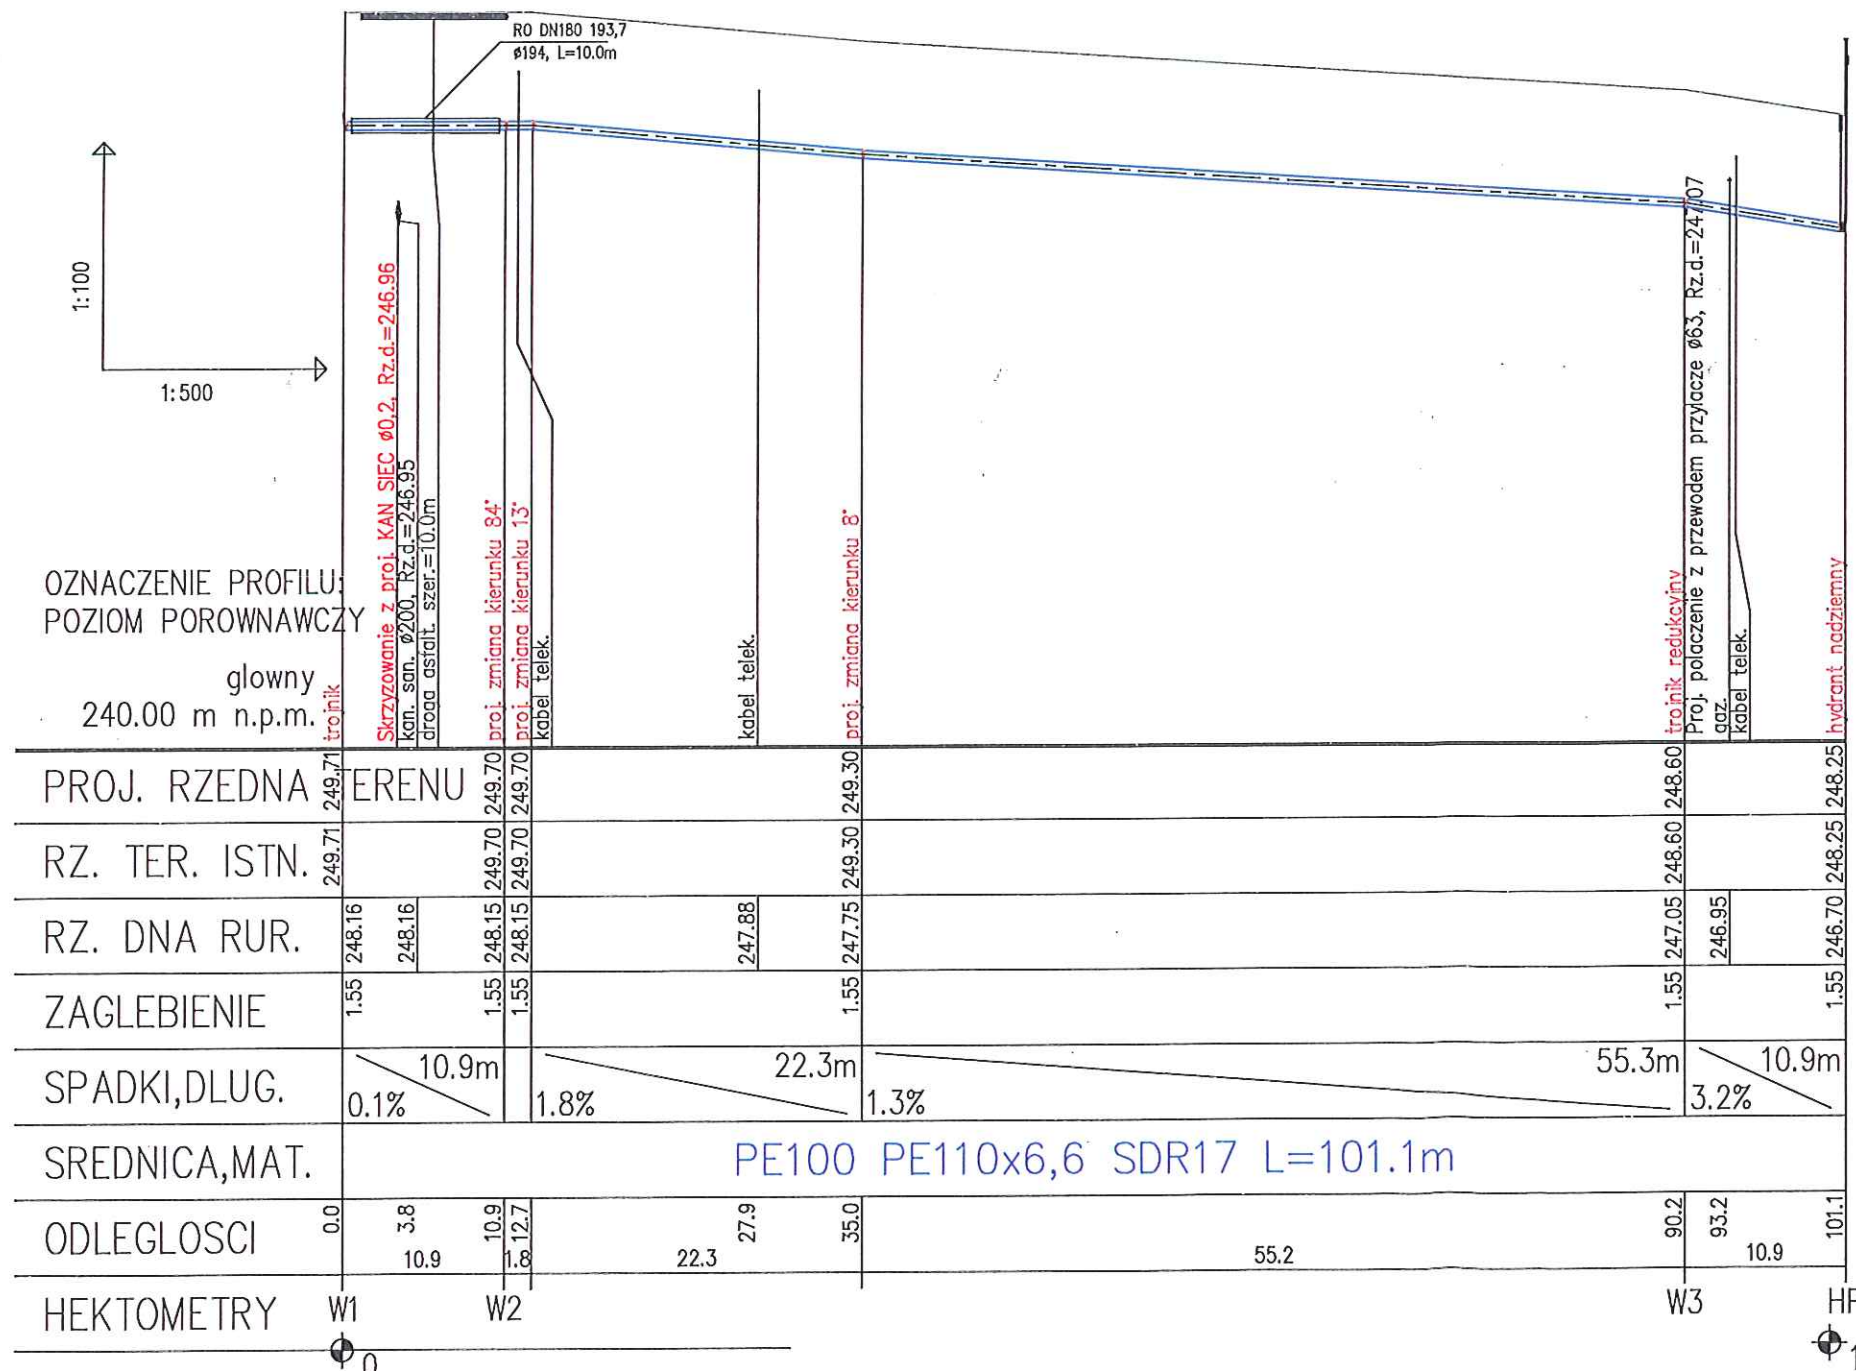 RO DN180 193,7
ø194, L=10.0m
1:100
1:500
OZNACZENIE PROFILU:
POZIOM POROWNAWCZY
glowny
240.00 m n.p.m.
trojnik
Skrzyzowanie z proj. KAN SIEC ø0,2, Rz.d.=246.96
kan. san. ø200, Rz.d.=246.95
droga asfalt. szer.=10.0m
proj. zmiana kierunku 84°
proj. zmiana kierunku 13°
kabel telek.
kabel telek.
proj. zmiana kierunku 8°
trojnik redukcyjny
Proj. polaczenie z przewodem przylacze ø63, Rz.d.=247.07
gaz.
kabel telek.
hydrant nadziemny
PROJ. RZEDNA TERENU 249.71 249.70 249.70 249.30 248.60 248.25
RZ. TER. ISTN. 249.71 249.70 249.70 249.30 248.60 248.25
RZ. DNA RUR. 248.16 248.16 248.15 248.15 247.88 247.75 247.05 246.95 246.70
ZAGLEBIENIE 1.55 1.55 1.55 1.55 1.55 1.55
SPADKI,DLUG. 0.1% 10.9m 1.8% 22.3m 1.3% 55.3m 3.2% 10.9m
SREDNICA,MAT. PE100 PE110x6,6 SDR17 L=101.1m
ODLEGLOSCI 0.0 3.8 10.9 12.7 27.9 35.0 90.2 93.2 101.1
10.9 1.8 22.3 55.2 10.9
HEKTOMETRY W1 W2 W3
0 1